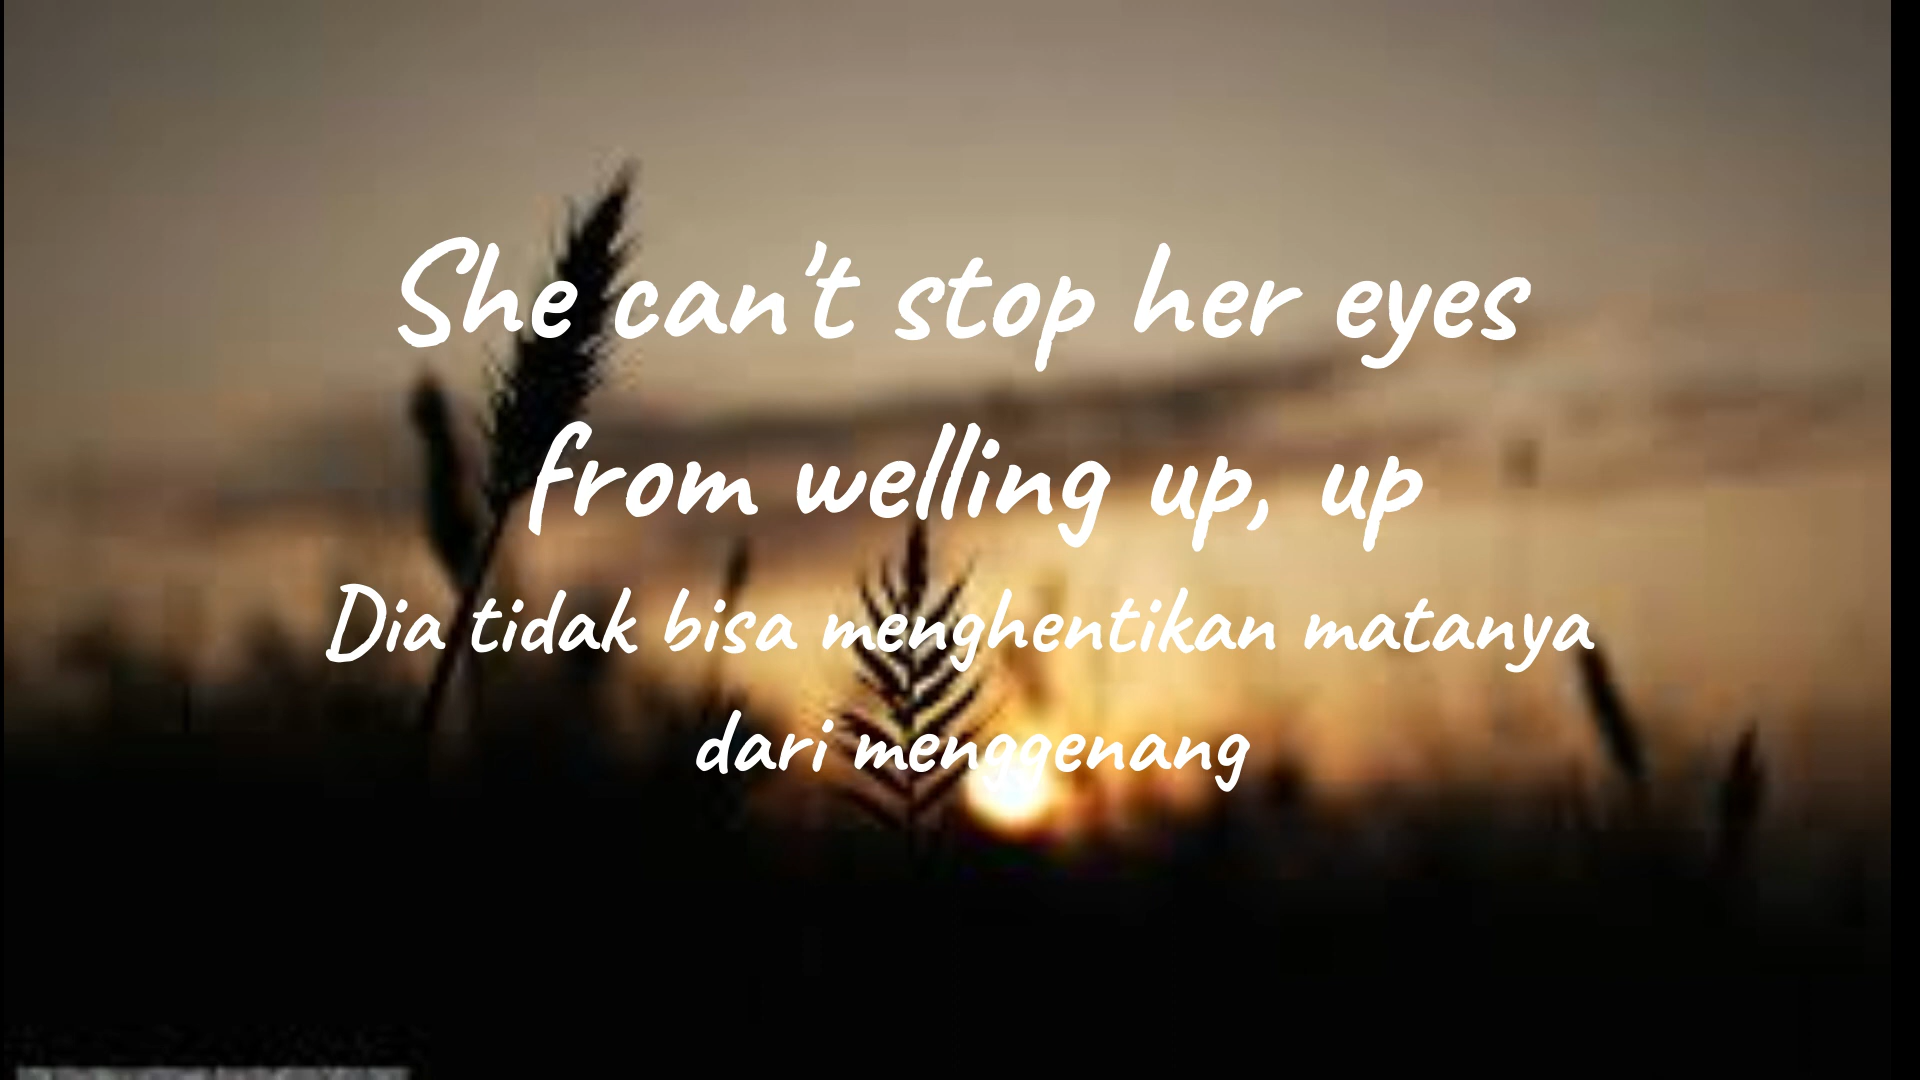 She can't stop her eyes
from welling up, up
Dia tidak bisa menghentikan matanya
dari menggenang